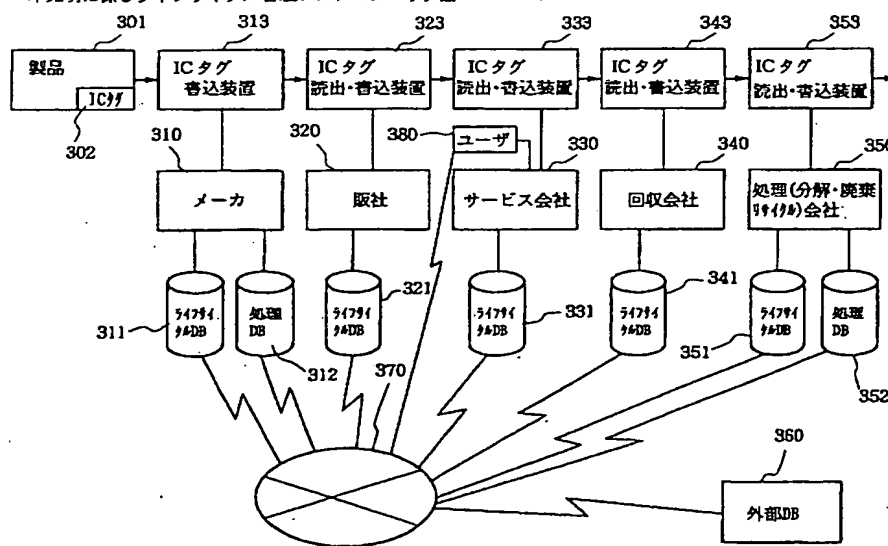 301
313
323
333
343
353
製品
ICタグ
302
ICタグ
書込装置
ICタグ
読出・書込装置
ICタグ
読出・書込装置
ICタグ
読出・書込装置
ICタグ
読出・書込装置
310
320
380
ユーザ
330
340
350
メーカ
販社
サービス会社
回収会社
処理(分解・廃棄
リサイクル)会社
311
ライフサイ
クルDB
処理
DB
312
321
ライフサイ
クルDB
ライフサイ
クルDB
331
341
ライフサイ
クルDB
351
ライフサイ
クルDB
処理
DB
352
370
360
外部DB